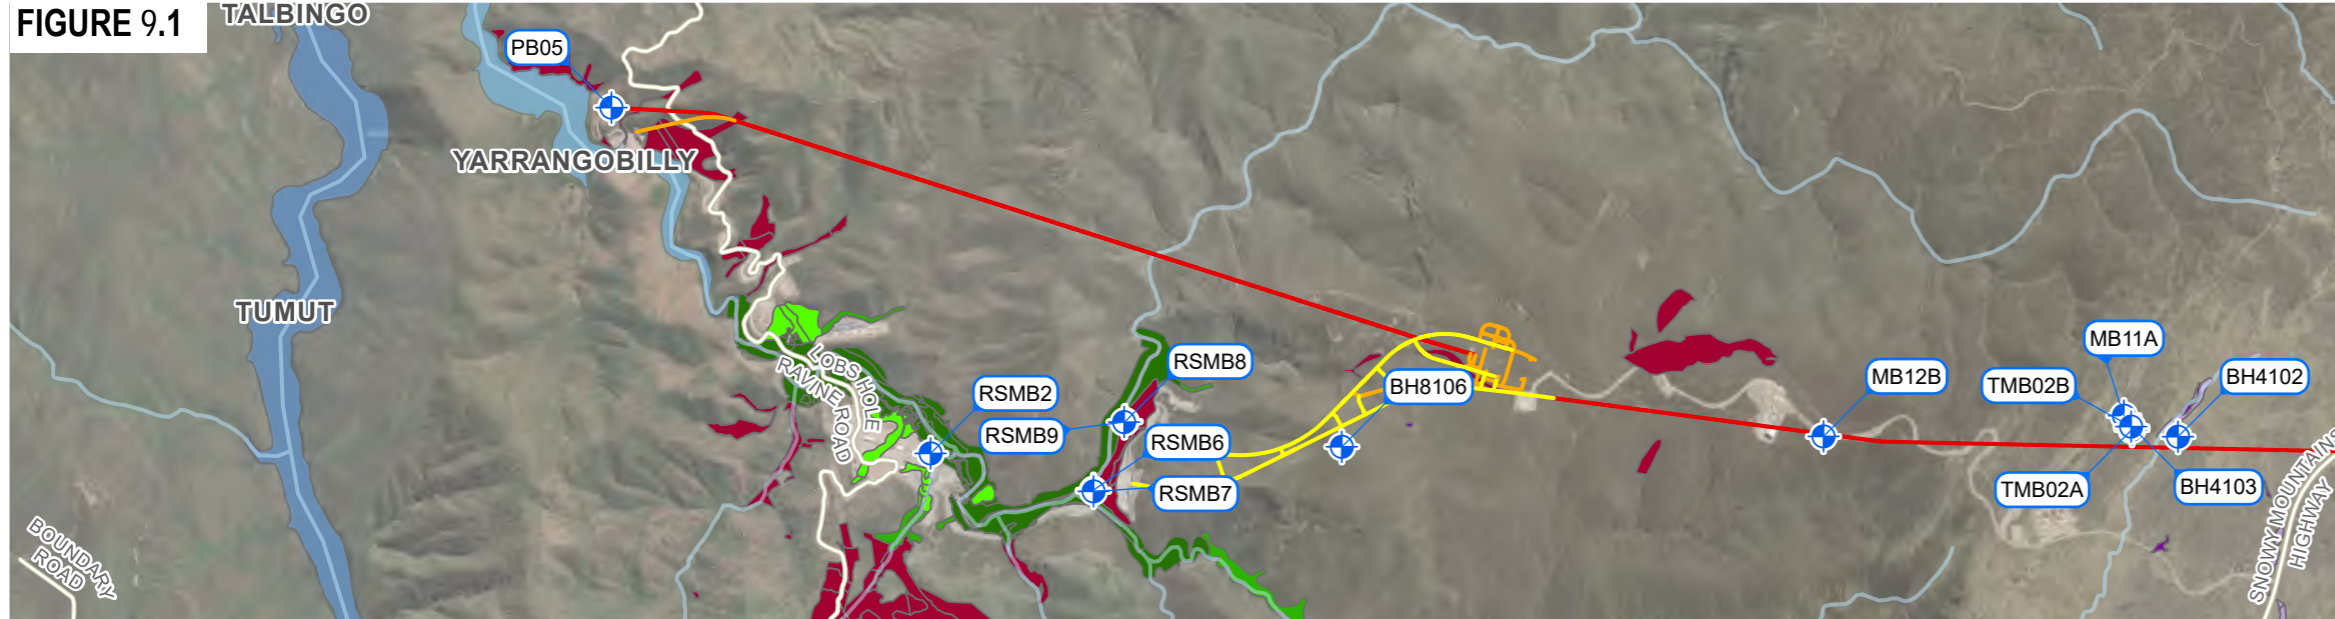 FIGURE 9.1
TALBINGO
PB05
YARRANGOBILLY
TUMUT
LOBS HOLE
RAVINE ROAD
RSMB2
RSMB8
RSMB9
RSMB6
RSMB7
BH8106
MB12B
MB11A
TMB02B
BH4102
TMB02A
BH4103
BOUNDARY
ROAD
SNOWY MOUNTAINS
HIGHWAY